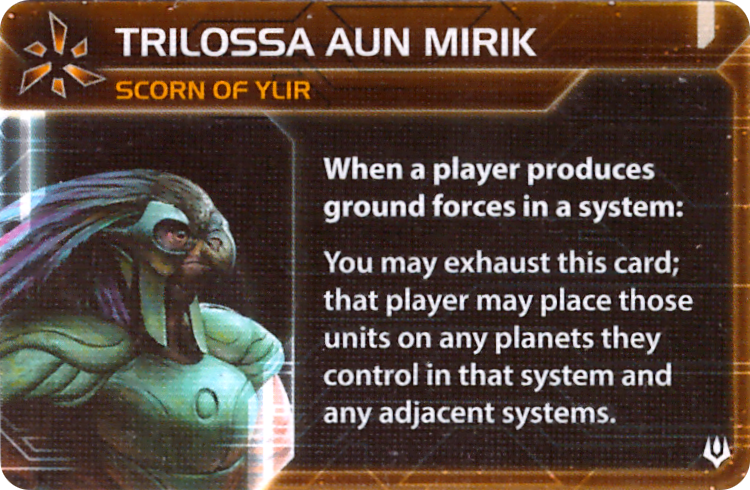 TRILOSSA AUN MIRIK
SCORN OF YLIR
When a player produces
ground forces in a system:
You may exhaust this card;
that player may place those
units on any planets they
control in that system and
any adjacent systems.